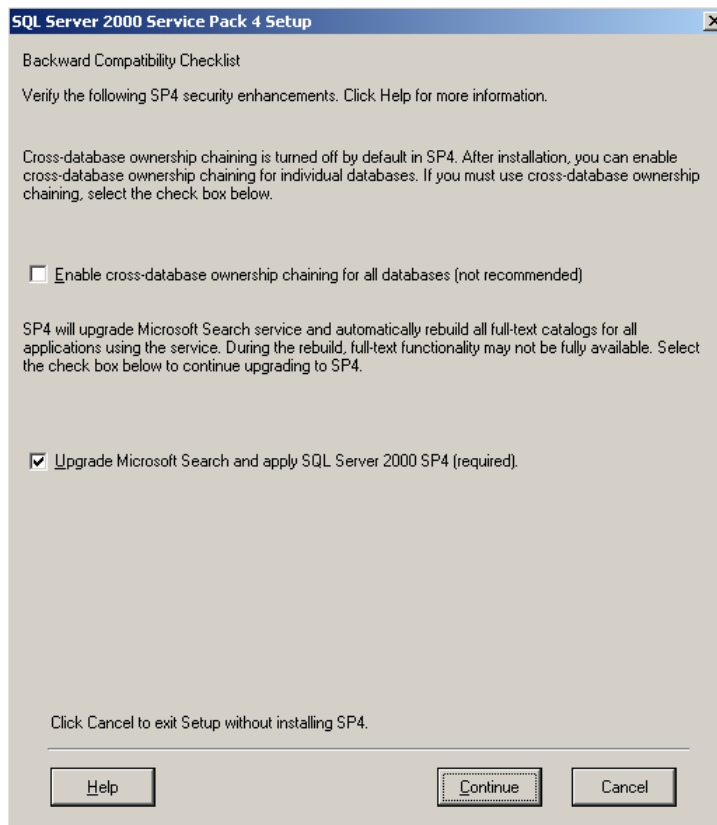 SQL Server 2000 Service Pack 4 Setup
Backward Compatibility Checklist
Verify the following SP4 security enhancements. Click Help for more information.
Cross-database ownership chaining is turned off by default in SP4. After installation, you can enable
cross-database ownership chaining for individual databases. If you must use cross-database ownership
chaining, select the check box below.
Enable cross-database ownership chaining for all databases (not recommended)
SP4 will upgrade Microsoft Search service and automatically rebuild all full-text catalogs for all
applications using the service. During the rebuild, full-text functionality may not be fully available. Select
the check box below to continue upgrading to SP4.
Upgrade Microsoft Search and apply SQL Server 2000 SP4 (required).
Click Cancel to exit Setup without installing SP4.
Help Continue Cancel